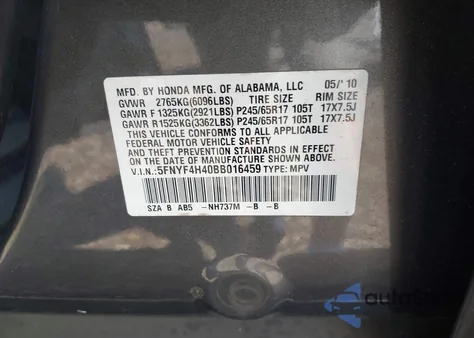 MFD. BY HONDA MFG. OF ALABAMA, LLC 05/'10
GVWR 2765KG(6096LBS) TIRE SIZE RIM SIZE
GAWR F 1325KG(2921LBS) P245/65R17 105T 17X7.5J
GAWR R 1525KG(3362LBS) P245/65R17 105T 17X7.5J
THIS VEHICLE CONFORMS TO ALL APPLICABLE
FEDERAL MOTOR VEHICLE SAFETY AND
THEFT PREVENTION STANDARDS IN EFFECT ON
THE DATE OF MANUFACTURE SHOWN ABOVE.
V.I.N.:5FNYF4H40BB016459 TYPE: MPV
SZA B AB5 -NH737M -B -B